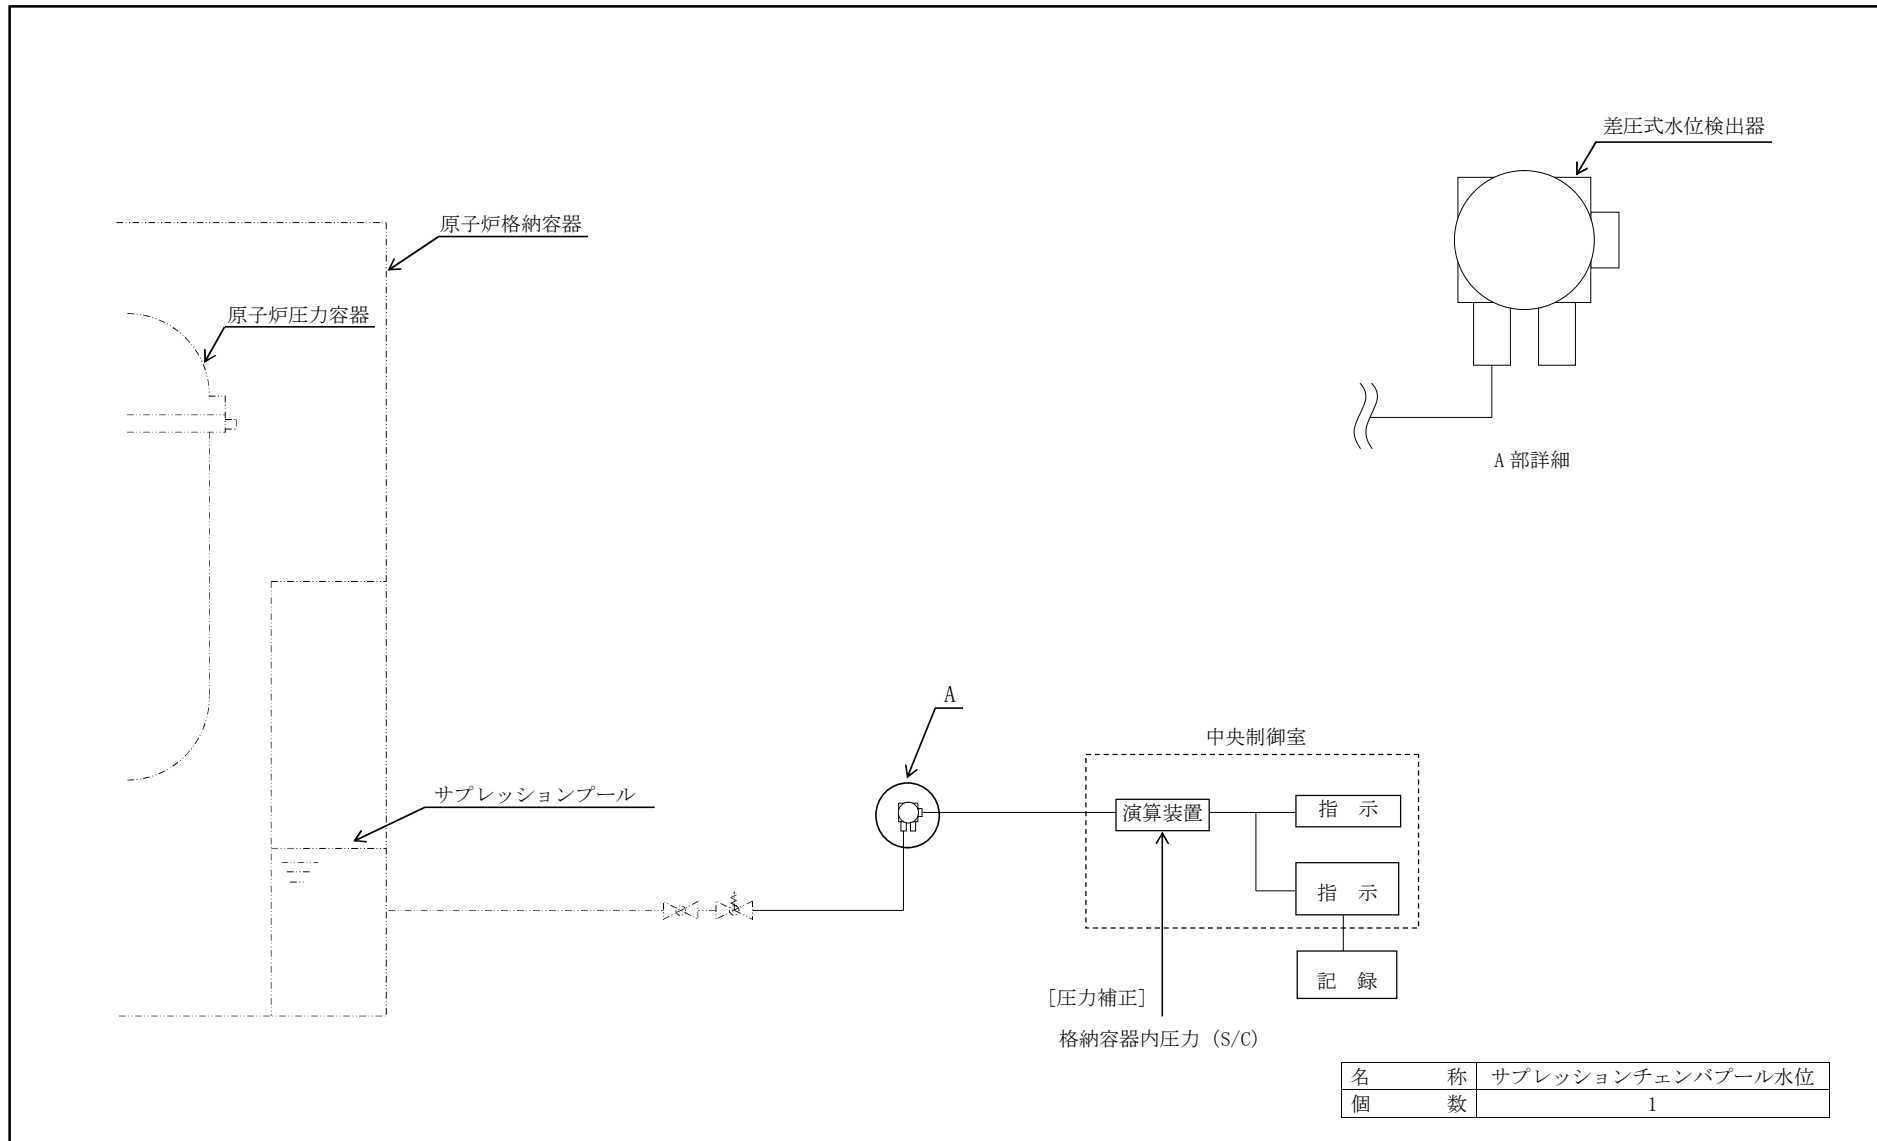 差圧式水位検出器
原子炉格納容器
原子炉圧力容器
A 部詳細
A
中央制御室
サプレッションプール
演算装置
指 示
指 示
記 録
[圧力補正]
格納容器内圧力 (S/C)
名 称 サプレッションチェンバプール水位
個 数 1